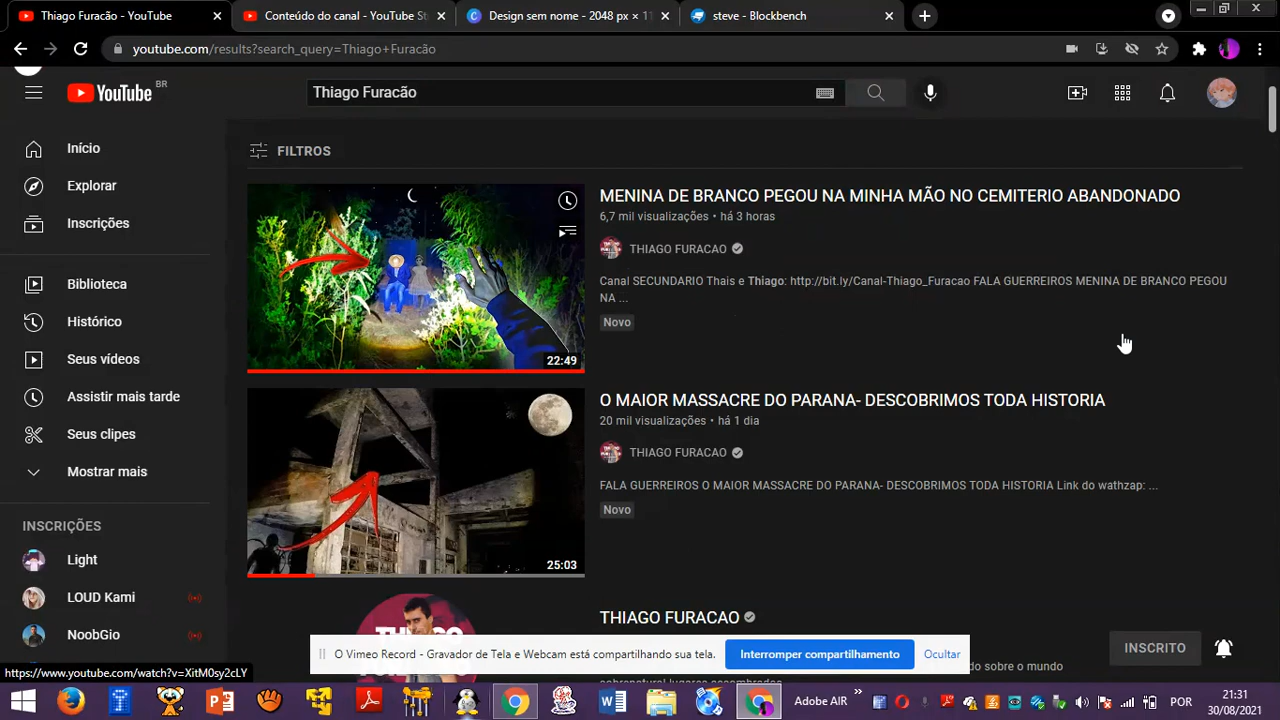 Thiago Furacão - YouTube
Conteúdo do canal - YouTube St
Design sem nome - 2048 px × 11
steve - Blockbench
youtube.com/results?search_query=Thiago+Furacão
YouTube BR
Thiago Furacão
FILTROS
Início
Explorar
Inscrições
Biblioteca
Histórico
Seus vídeos
Assistir mais tarde
Seus clipes
Mostrar mais
INSCRIÇÕES
Light
LOUD Kami
NoobGio
22:49
MENINA DE BRANCO PEGOU NA MINHA MÃO NO CEMITERIO ABANDONADO
6,7 mil visualizações • há 3 horas
THIAGO FURACAO
Canal SECUNDARIO Thais e Thiago: http://bit.ly/Canal-Thiago_Furacao FALA GUERREIROS MENINA DE BRANCO PEGOU
NA ...
Novo
25:03
O MAIOR MASSACRE DO PARANA- DESCOBRIMOS TODA HISTORIA
20 mil visualizações • há 1 dia
THIAGO FURACAO
FALA GUERREIROS O MAIOR MASSACRE DO PARANA- DESCOBRIMOS TODA HISTORIA Link do wathzap: ...
Novo
THIAGO FURACAO
INSCRITO
O Vimeo Record - Gravador de Tela e Webcam está compartilhando sua tela.
Interromper compartilhamento
Ocultar
do sobre o mundo
https://www.youtube.com/watch?v=XitM0sy2cLY
Adobe AIR
POR
21:31
30/08/2021